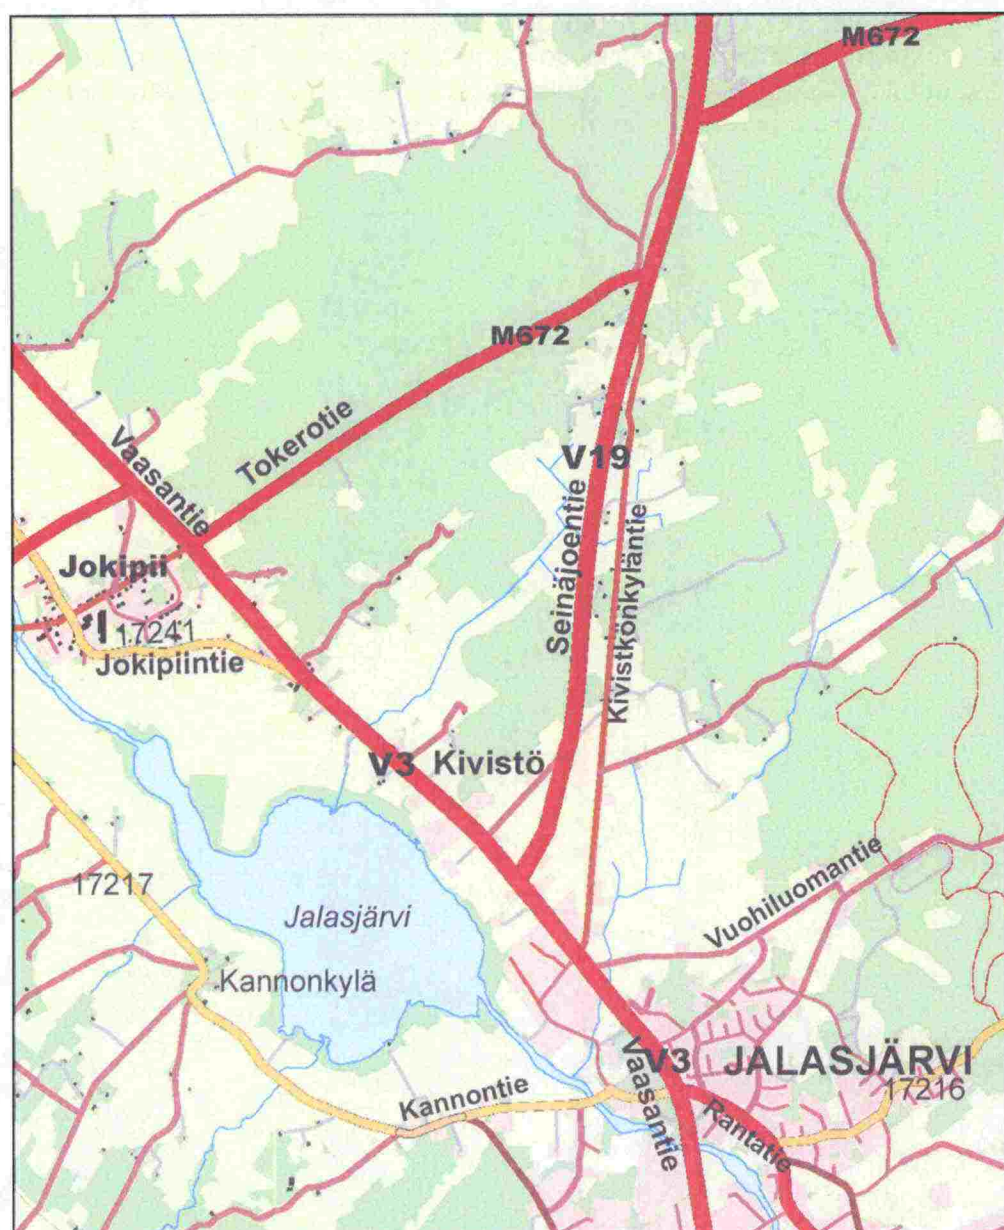 M672
M672
Vaasantie
Tokerotie
V19
Seinäjoentie
Kivistönkyläntie
Jokipii
17241
Jokipiintie
V3 Kivistö
17217
Jalasjärvi
Vuohiluomantie
Kannonkylä
V3 JALASJÄRVI
17216
Vaasantie
Kannontie
Rantatie